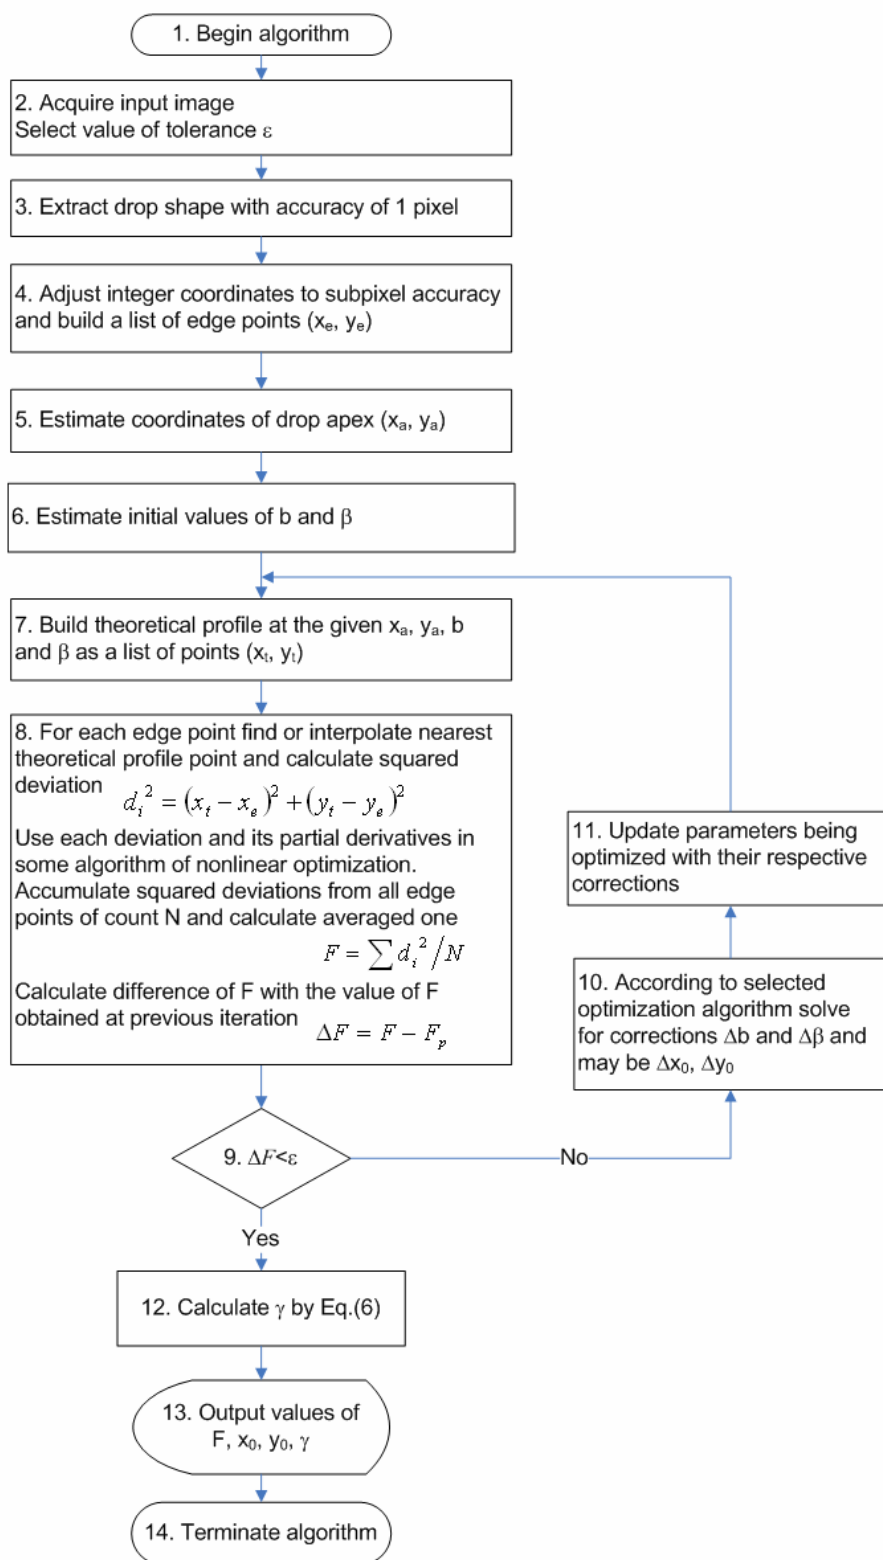 1. Begin algorithm
2. Acquire input image
Select value of tolerance ε
3. Extract drop shape with accuracy of 1 pixel
4. Adjust integer coordinates to subpixel accuracy
and build a list of edge points (xₑ, yₑ)
5. Estimate coordinates of drop apex (xₐ, yₐ)
6. Estimate initial values of b and β
7. Build theoretical profile at the given xₐ, yₐ, b
and β as a list of points (xₜ, yₜ)
8. For each edge point find or interpolate nearest
theoretical profile point and calculate squared
deviation
dᵢ² = (xₜ − xₑ)² + (yₜ − yₑ)²
Use each deviation and its partial derivatives in
some algorithm of nonlinear optimization.
Accumulate squared deviations from all edge
points of count N and calculate averaged one
F = ∑ dᵢ² / N
Calculate difference of F with the value of F
obtained at previous iteration
ΔF = F − Fₚ
9. ΔF<ε
No
10. According to selected
optimization algorithm solve
for corrections Δb and Δβ and
may be Δx₀, Δy₀
11. Update parameters being
optimized with their respective
corrections
Yes
12. Calculate γ by Eq.(6)
13. Output values of
F, x₀, y₀, γ
14. Terminate algorithm